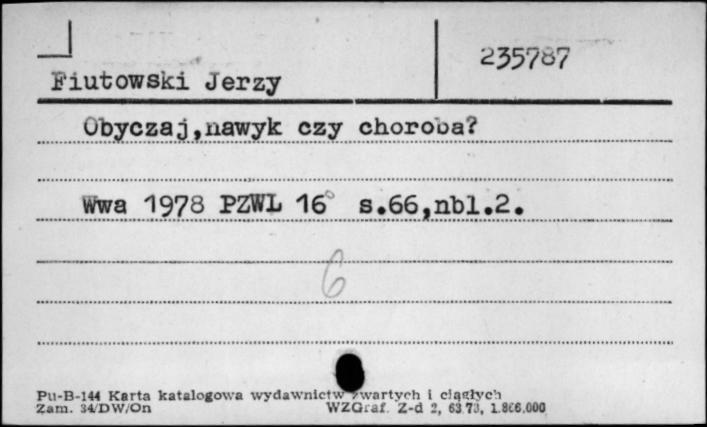 235787
Fiutowski Jerzy
Obyczaj,nawyk czy choroba?
Wwa 1978 PZWL 16° s.66,nbl.2.
6
Pu-B-144 Karta katalogowa wydawnictw zwartych i ciągłych
Zam. 34/DW/On WZGraf. Z-d 2, 63.73, 1.866.000